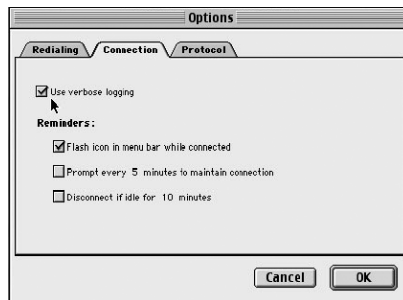 Options
Redialing Connection Protocol
Use verbose logging
Reminders:
Flash icon in menu bar while connected
Prompt every 5 minutes to maintain connection
Disconnect if idle for 10 minutes
Cancel OK